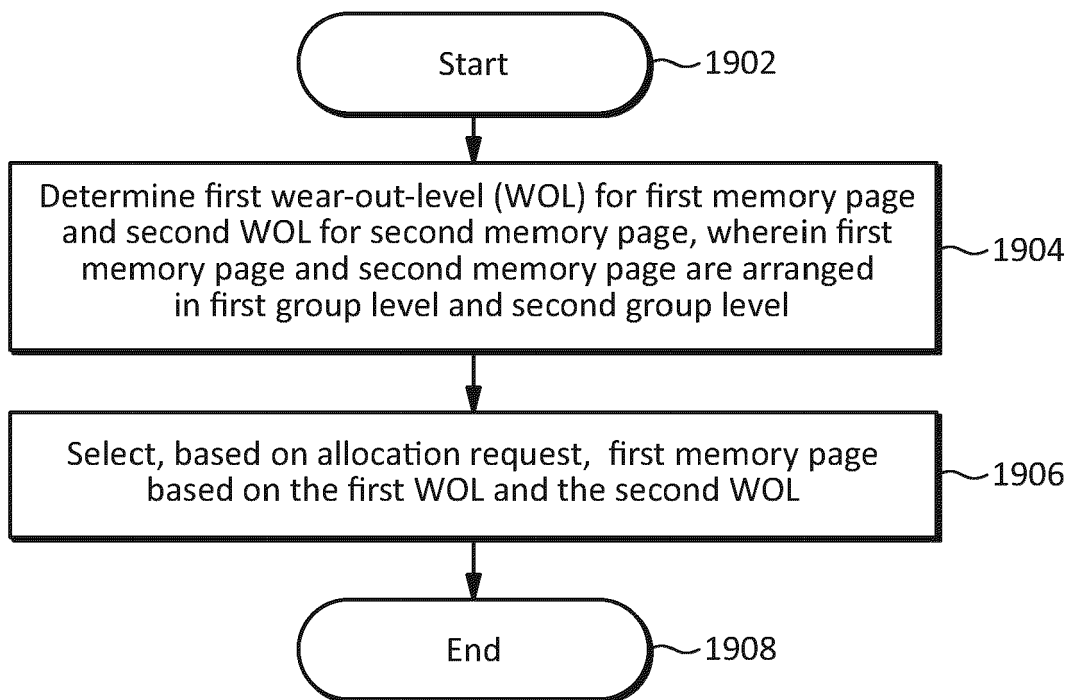 Start
1902
Determine first wear-out-level (WOL) for first memory page
and second WOL for second memory page, wherein first
memory page and second memory page are arranged
in first group level and second group level
1904
Select, based on allocation request, first memory page
based on the first WOL and the second WOL
1906
End
1908